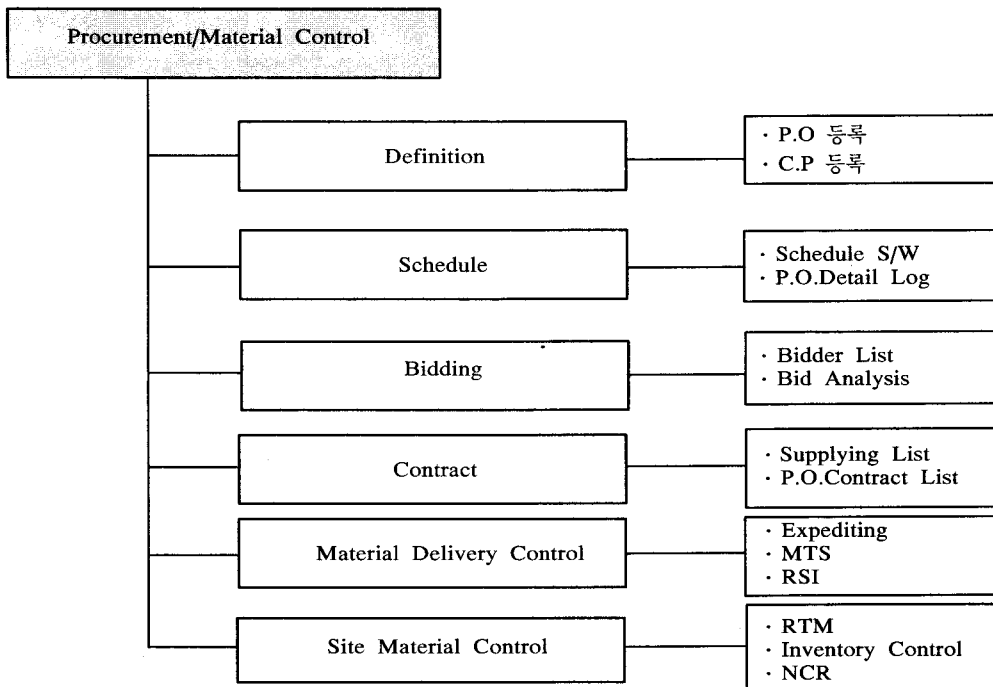 Procurement/Material Control
Definition
· P.O 등록
· C.P 등록
Schedule
· Schedule S/W
· P.O.Detail Log
Bidding
· Bidder List
· Bid Analysis
Contract
· Supplying List
· P.O.Contract List
Material Delivery Control
· Expediting
· MTS
· RSI
Site Material Control
· RTM
· Inventory Control
· NCR